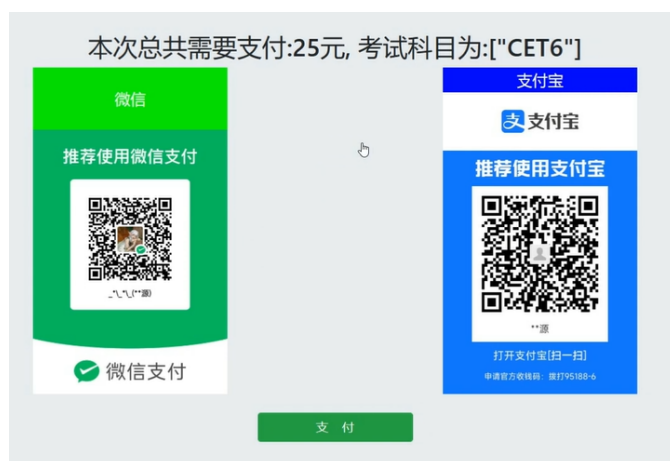 本次总共需要支付:25元, 考试科目为:["CET6"]
微信
推荐使用微信支付
_*\_*\_(**源)
微信支付
支付宝
支付宝
推荐使用支付宝
**源
打开支付宝[扫一扫]
申请官方收钱码：拨打95188-6
支 付